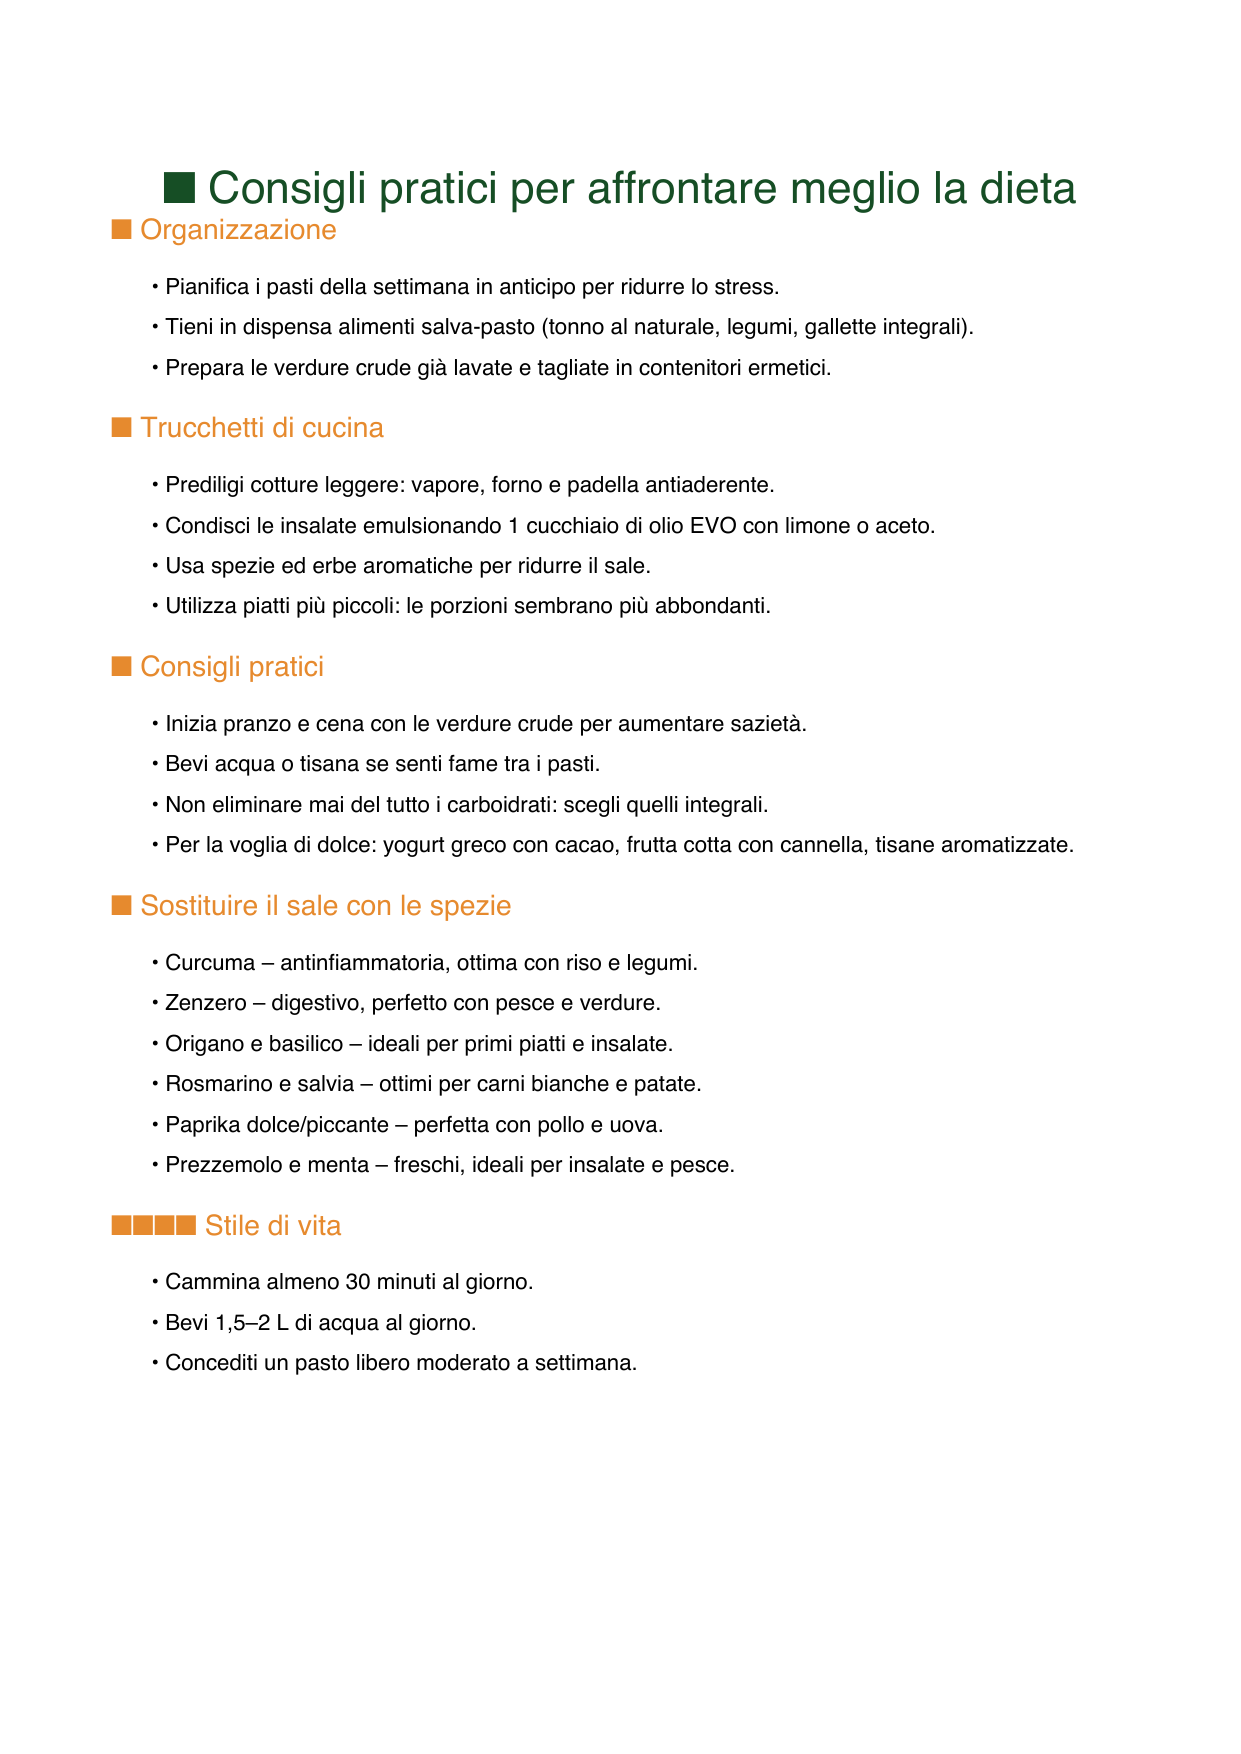 ■ Consigli pratici per affrontare meglio la dieta
■ Organizzazione
• Pianifica i pasti della settimana in anticipo per ridurre lo stress.
• Tieni in dispensa alimenti salva-pasto (tonno al naturale, legumi, gallette integrali).
• Prepara le verdure crude già lavate e tagliate in contenitori ermetici.
■ Trucchetti di cucina
• Prediligi cotture leggere: vapore, forno e padella antiaderente.
• Condisci le insalate emulsionando 1 cucchiaio di olio EVO con limone o aceto.
• Usa spezie ed erbe aromatiche per ridurre il sale.
• Utilizza piatti più piccoli: le porzioni sembrano più abbondanti.
■ Consigli pratici
• Inizia pranzo e cena con le verdure crude per aumentare sazietà.
• Bevi acqua o tisana se senti fame tra i pasti.
• Non eliminare mai del tutto i carboidrati: scegli quelli integrali.
• Per la voglia di dolce: yogurt greco con cacao, frutta cotta con cannella, tisane aromatizzate.
■ Sostituire il sale con le spezie
• Curcuma – antinfiammatoria, ottima con riso e legumi.
• Zenzero – digestivo, perfetto con pesce e verdure.
• Origano e basilico – ideali per primi piatti e insalate.
• Rosmarino e salvia – ottimi per carni bianche e patate.
• Paprika dolce/piccante – perfetta con pollo e uova.
• Prezzemolo e menta – freschi, ideali per insalate e pesce.
■■■■ Stile di vita
• Cammina almeno 30 minuti al giorno.
• Bevi 1,5–2 L di acqua al giorno.
• Concediti un pasto libero moderato a settimana.